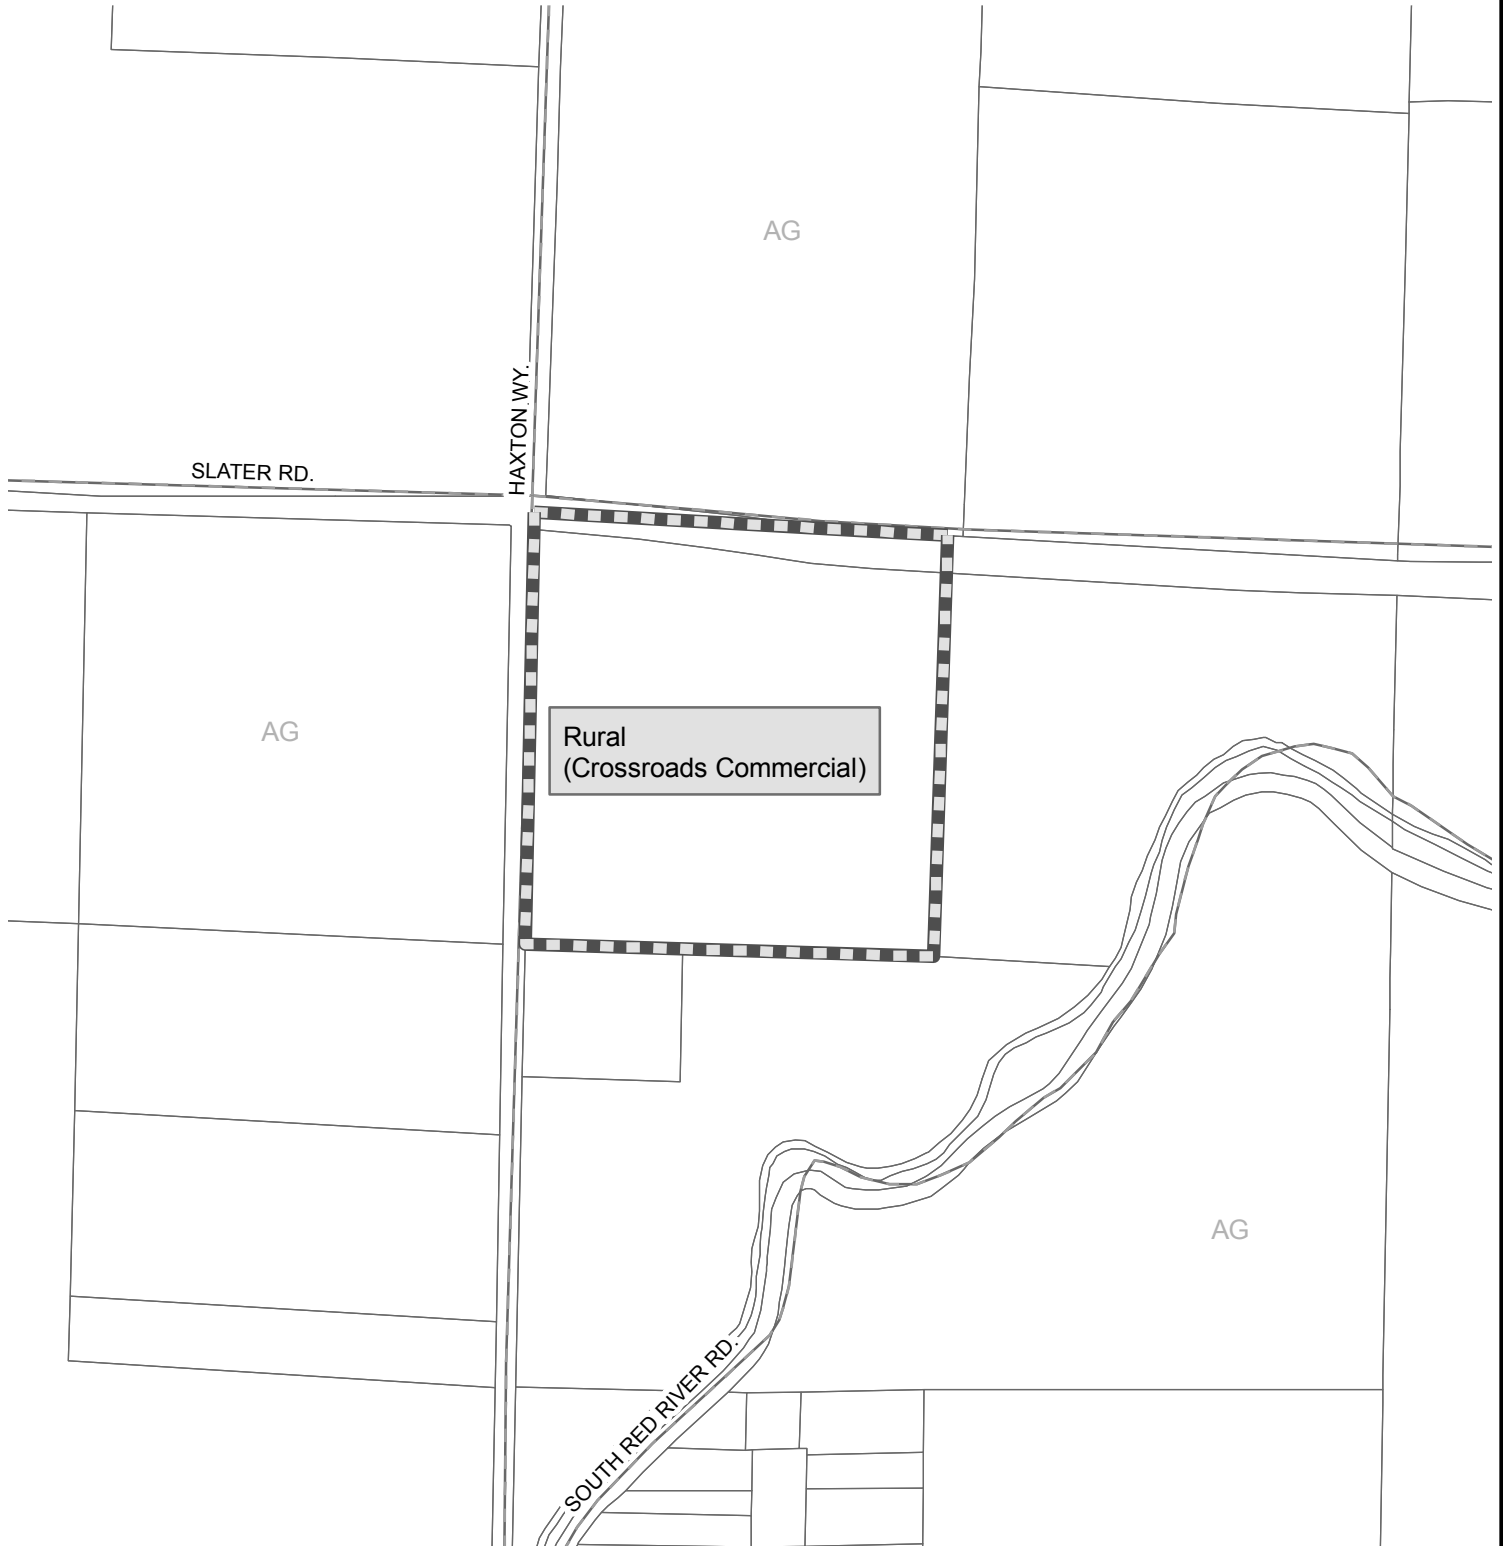 AG
HAXTON WY.
SLATER RD.
AG
Rural
(Crossroads Commercial)
AG
SOUTH RED RIVER RD.